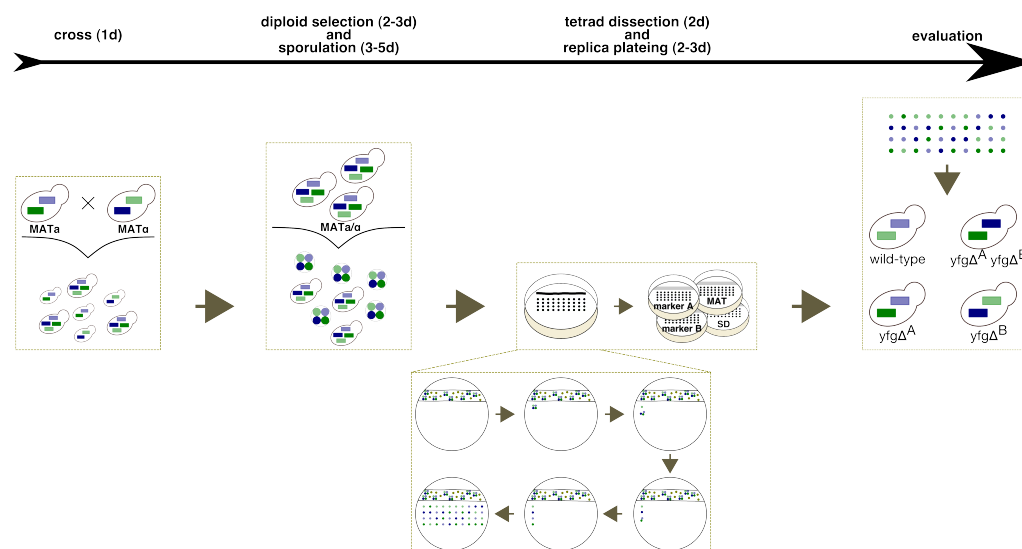 cross (1d)
diploid selection (2-3d)
and
sporulation (3-5d)
tetrad dissection (2d)
and
replica plateing (2-3d)
evaluation
MATa
MATα
MATa/α
marker A
MAT
marker B
SD
wild-type
yfgΔA yfgΔB
yfgΔA
yfgΔB